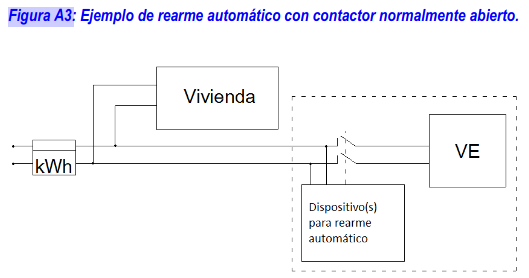 Figura A3: Ejemplo de rearme automático con contactor normalmente abierto.
Vivienda
kWh
VE
Dispositivo(s)
para rearme
automático